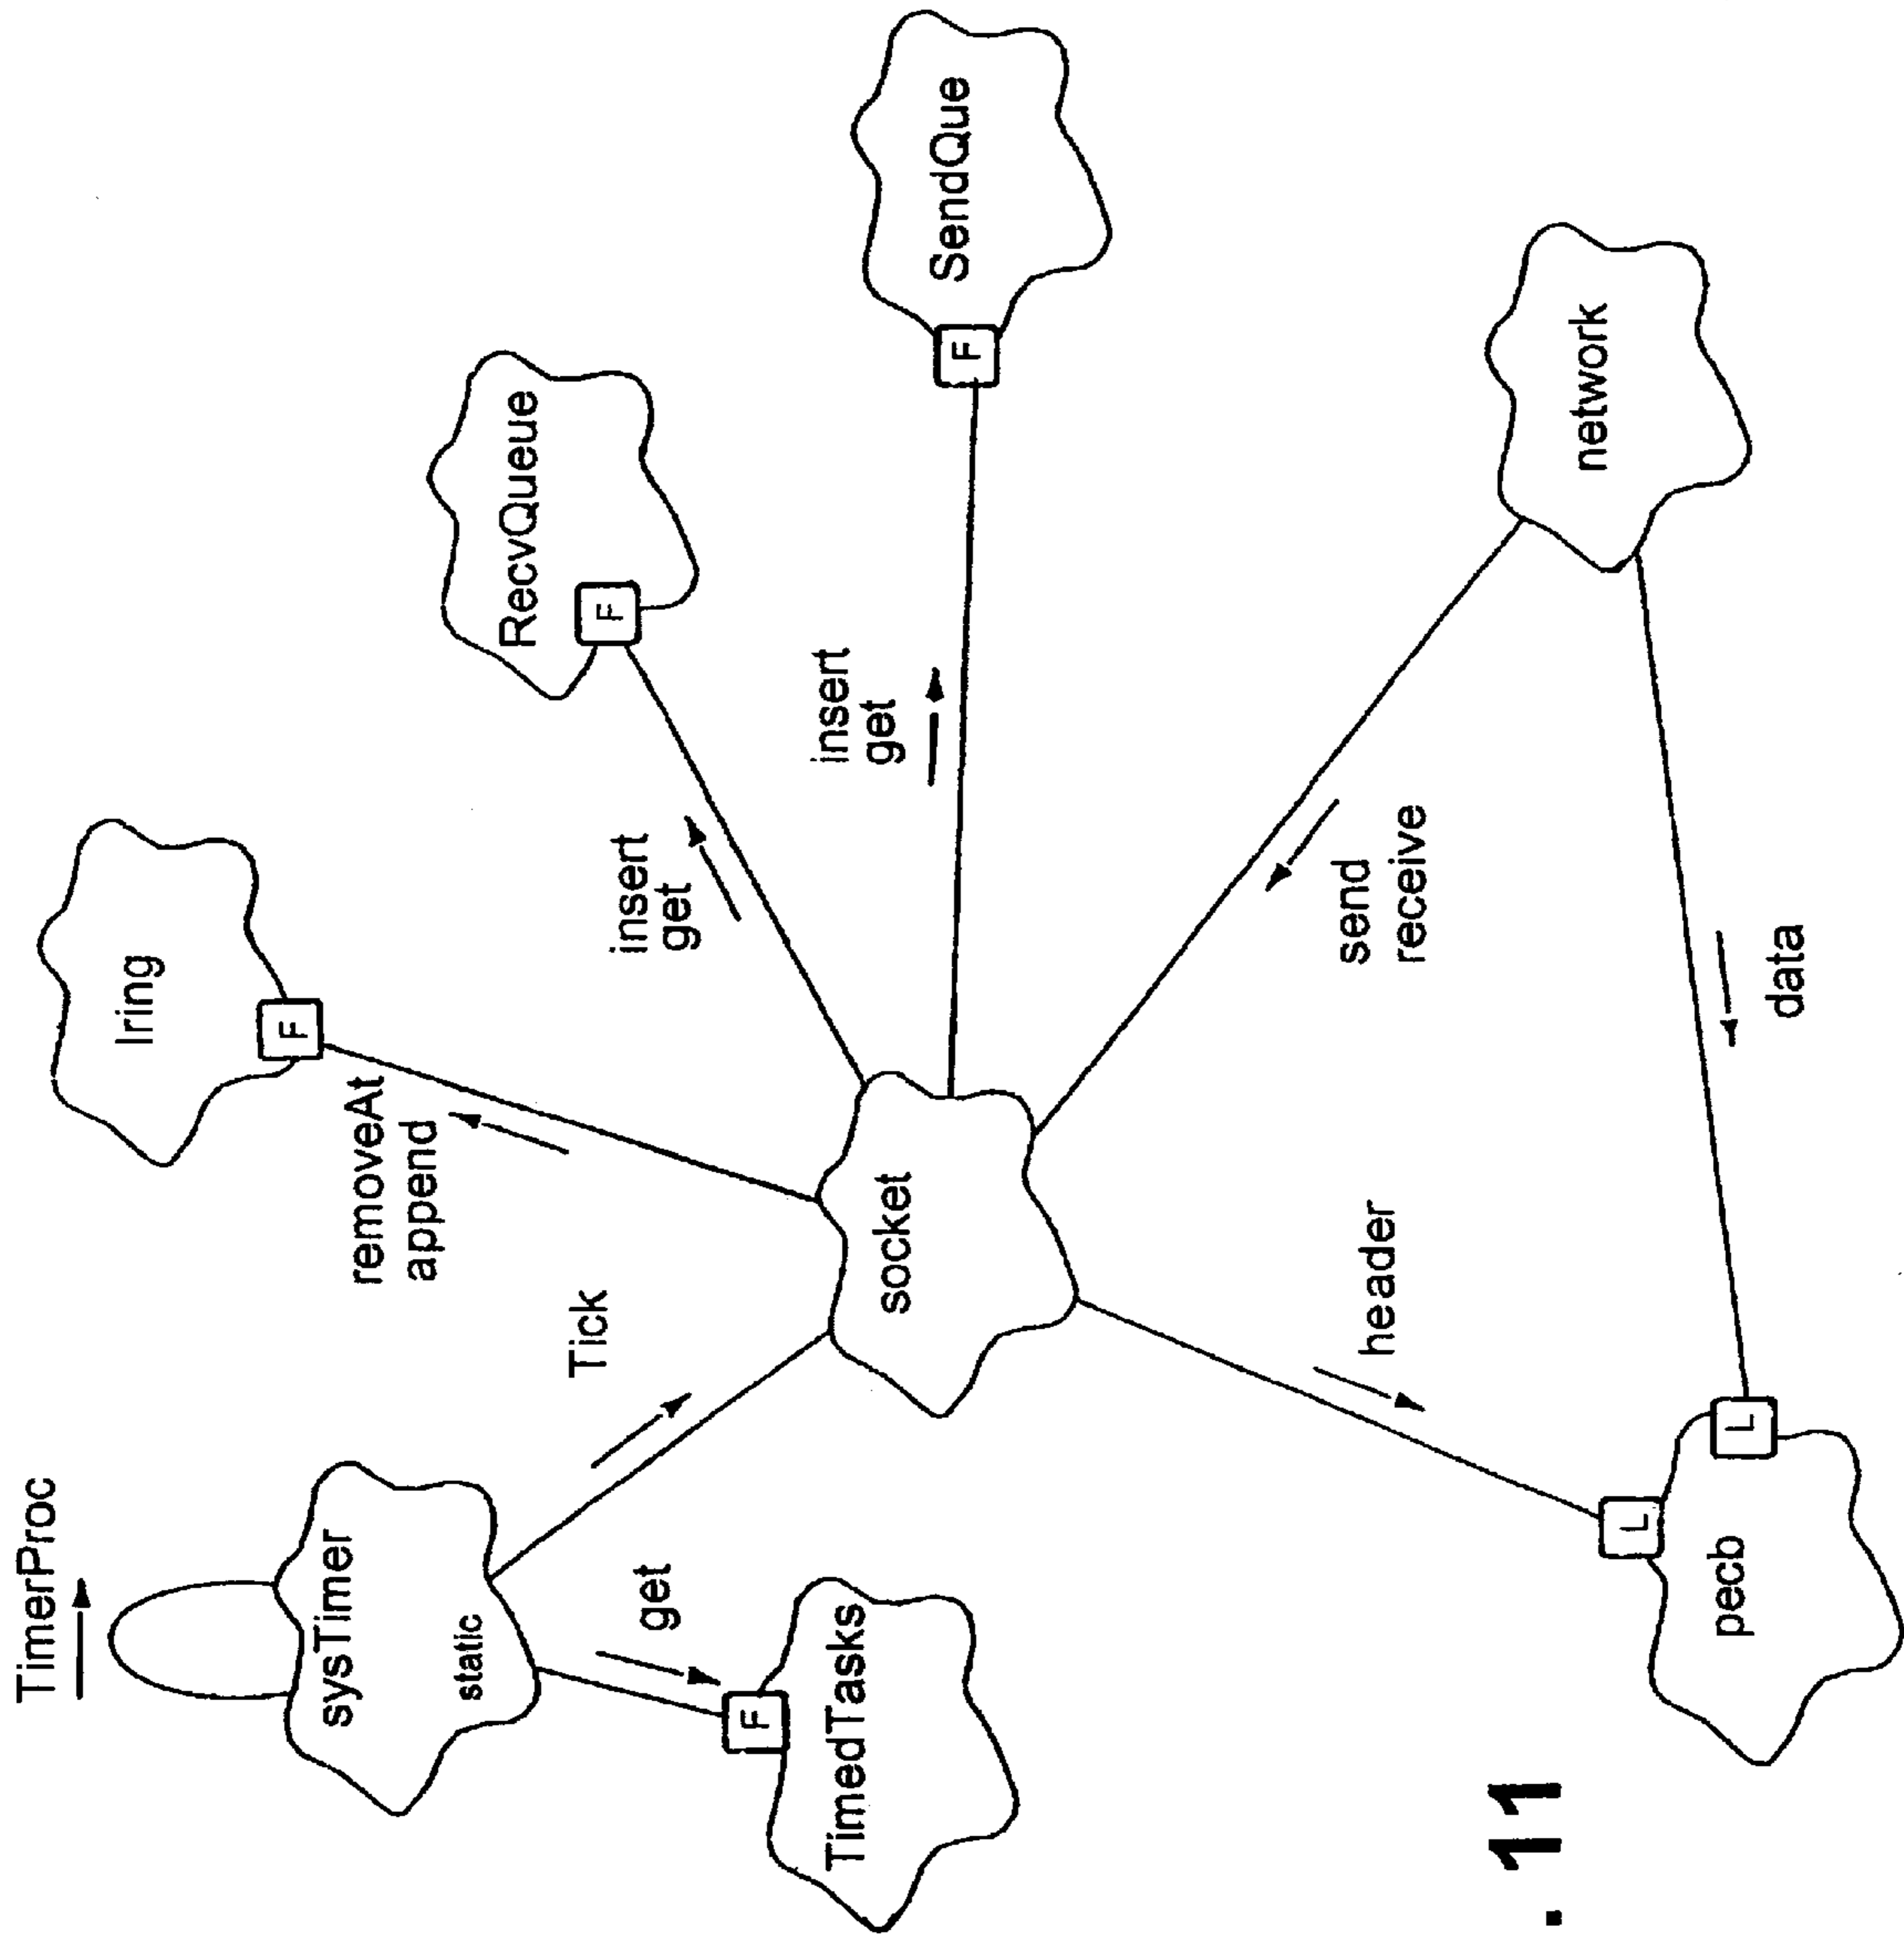 TimerProc
sysTimer
static
Iring
F
removeAt
append
Tick
RecvQueue
F
insert
get
get
F
TimedTasks
socket
insert
get
F
SendQue
header
send
receive
network
L
pecb
L
data
. 11